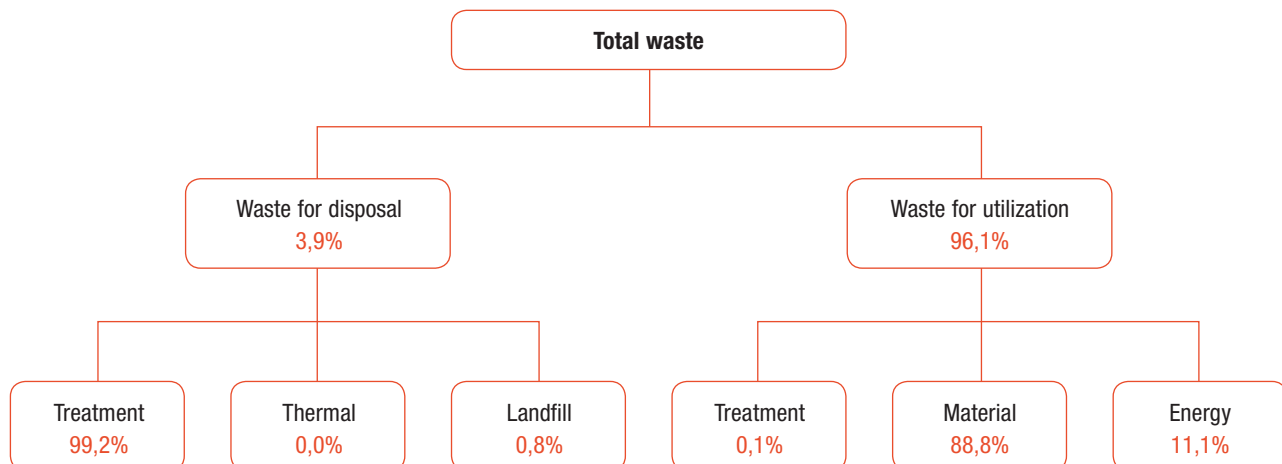 Total waste
Waste for disposal
3,9%
Waste for utilization
96,1%
Treatment
99,2%
Thermal
0,0%
Landfill
0,8%
Treatment
0,1%
Material
88,8%
Energy
11,1%